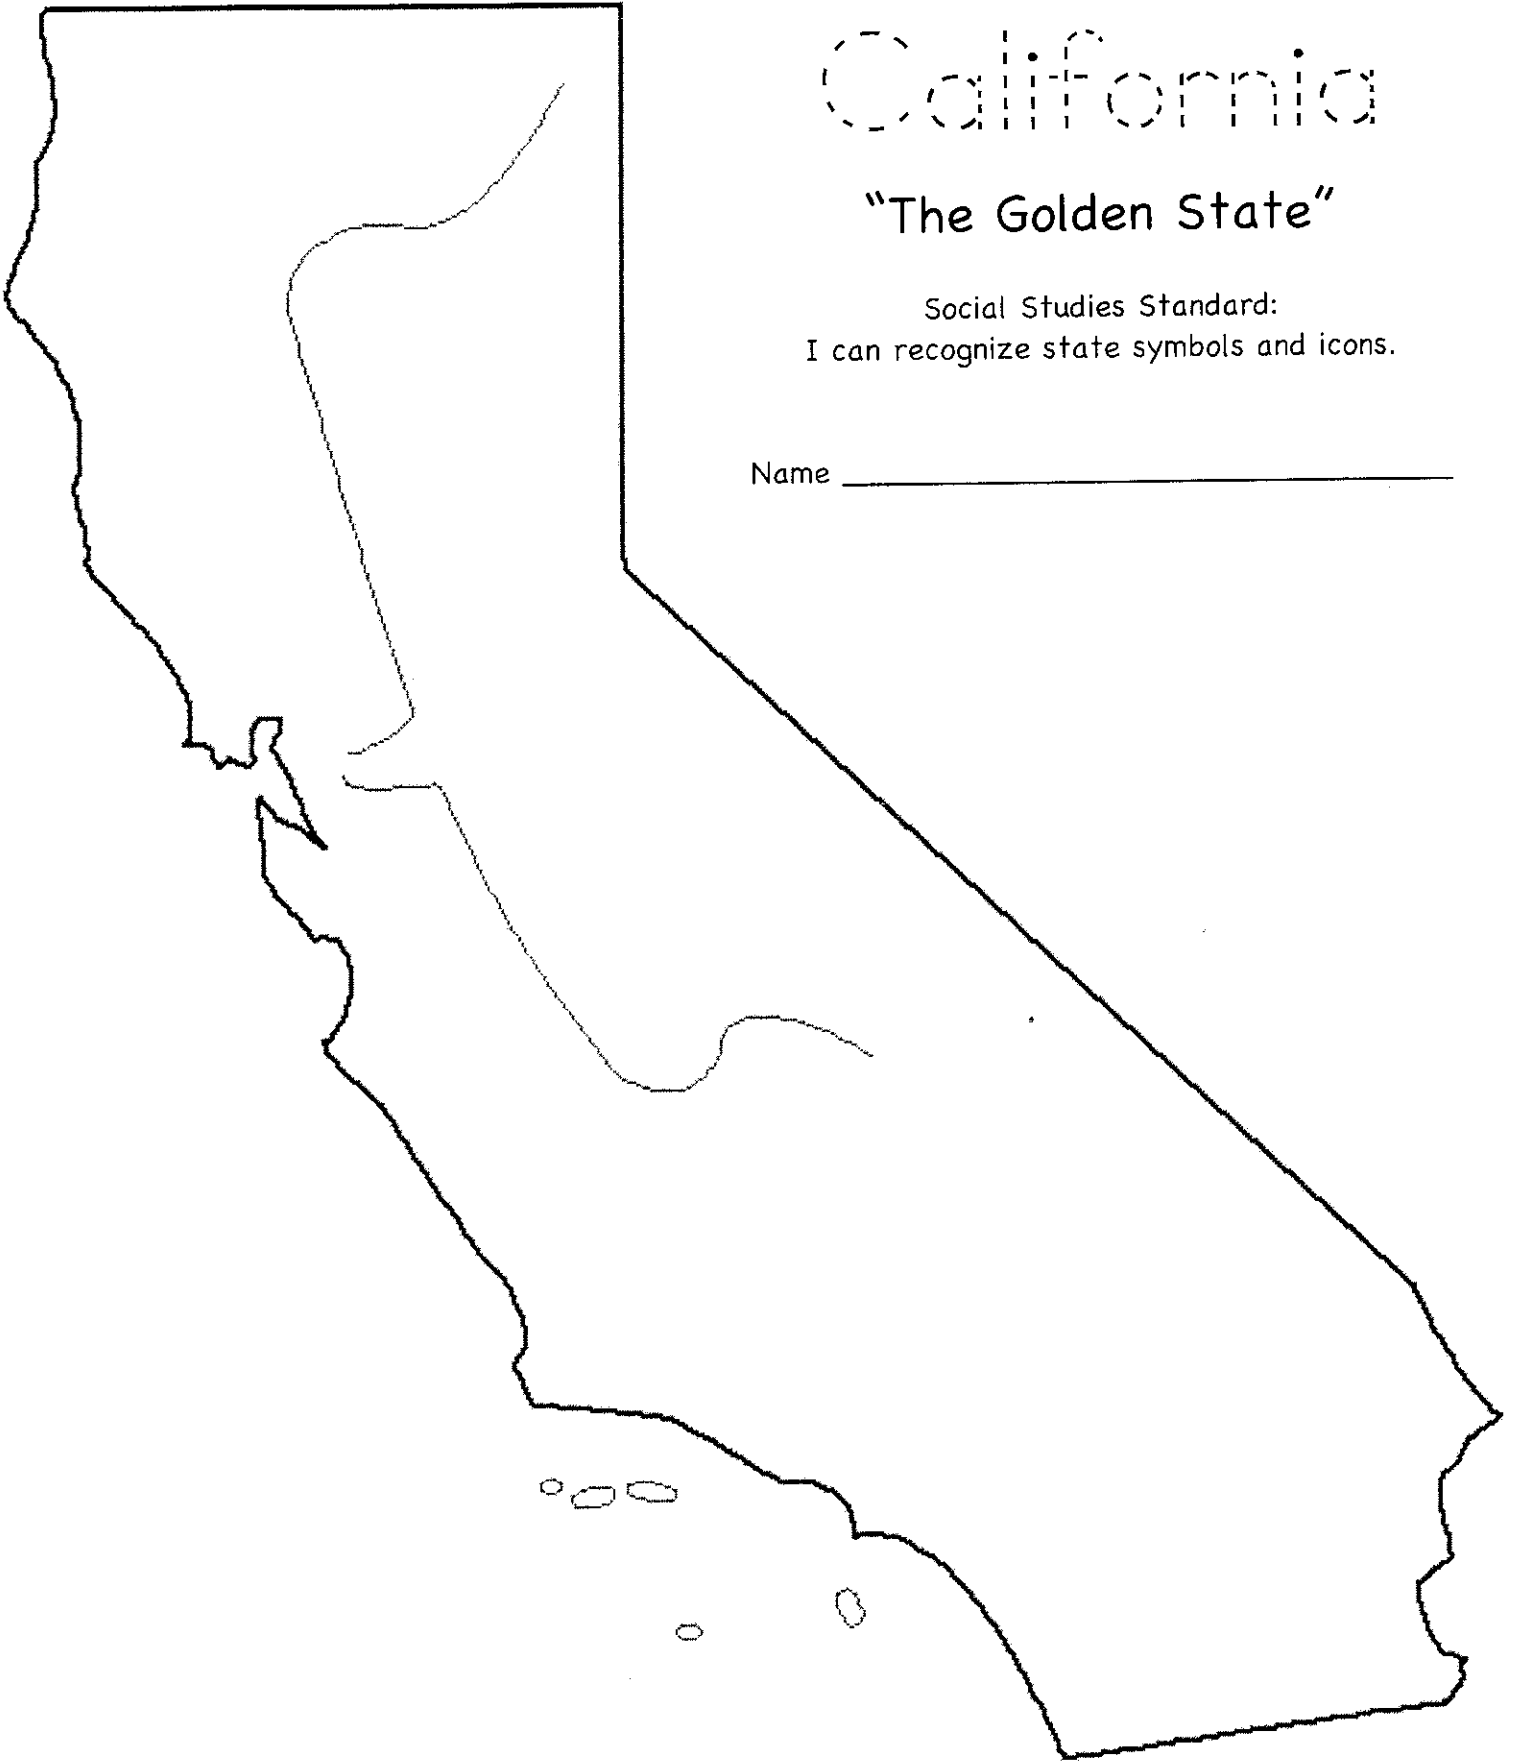 California
“The Golden State”
Social Studies Standard:
I can recognize state symbols and icons.
Name